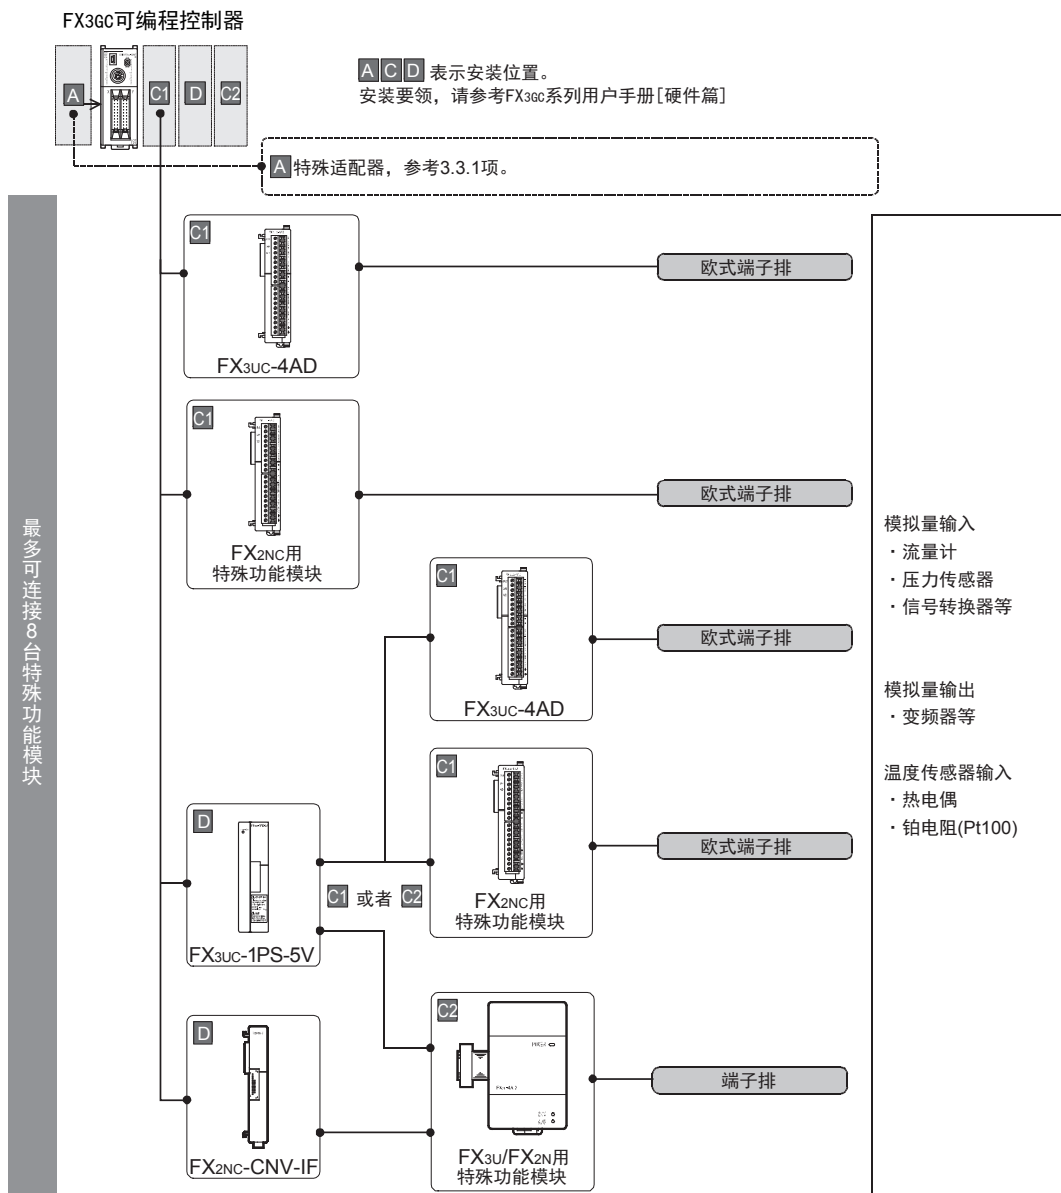 FX3GC可编程控制器
A C1 D C2
A C D 表示安装位置。
安装要领，请参考FX3GC系列用户手册[硬件篇]
A 特殊适配器，参考3.3.1项。
最多可连接8台特殊功能模块
C1
FX3UC-4AD
欧式端子排
C1
FX2NC用
特殊功能模块
欧式端子排
C1
FX3UC-4AD
欧式端子排
D
FX3UC-1PS-5V
C1 或者 C2
C1
FX2NC用
特殊功能模块
欧式端子排
D
FX2NC-CNV-IF
C2
POWER
FX3U/FX2N用
特殊功能模块
端子排
模拟量输入
・流量计
・压力传感器
・信号转换器等
模拟量输出
・变频器等
温度传感器输入
・热电偶
・铂电阻(Pt100)